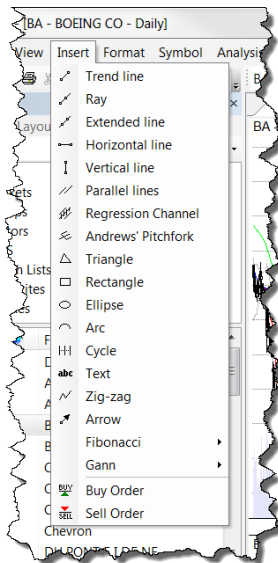 [BA - BOEING CO - Daily]
View Insert Format Symbol Analysis
Trend line
Ray
Extended line
Horizontal line
Vertical line
Parallel lines
Regression Channel
Andrews' Pitchfork
Triangle
Rectangle
Ellipse
Arc
Cycle
abc Text
Zig-zag
Arrow
Fibonacci
Gann
BUY Buy Order
SELL Sell Order
Chevron
BA